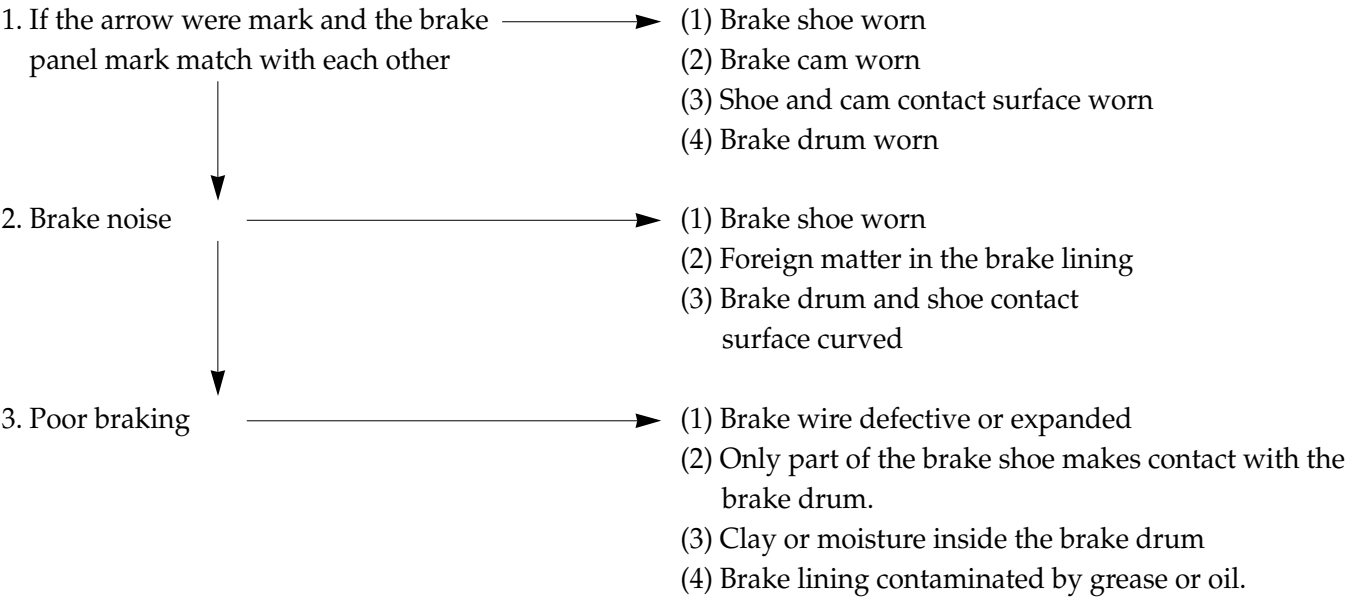 1. If the arrow were mark and the brake
panel mark match with each other
(1) Brake shoe worn
(2) Brake cam worn
(3) Shoe and cam contact surface worn
(4) Brake drum worn
2. Brake noise
(1) Brake shoe worn
(2) Foreign matter in the brake lining
(3) Brake drum and shoe contact
surface curved
3. Poor braking
(1) Brake wire defective or expanded
(2) Only part of the brake shoe makes contact with the
brake drum.
(3) Clay or moisture inside the brake drum
(4) Brake lining contaminated by grease or oil.